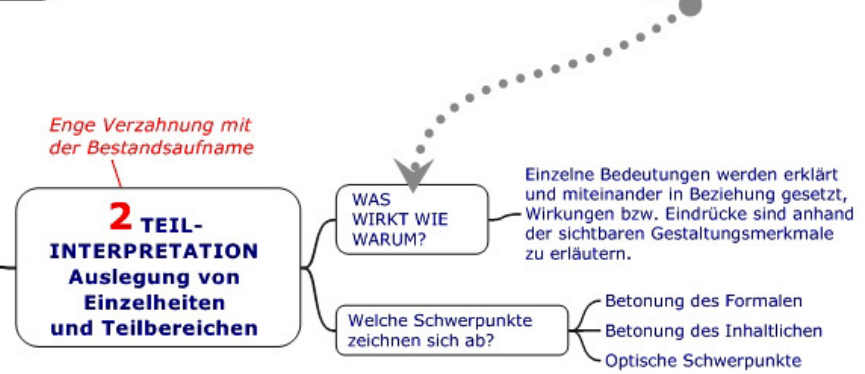 Enge Verzahnung mit
der Bestandsaufname
2 TEIL-
INTERPRETATION
Auslegung von
Einzelheiten
und Teilbereichen
WAS
WIRKT WIE
WARUM?
Einzelne Bedeutungen werden erklärt
und miteinander in Beziehung gesetzt,
Wirkungen bzw. Eindrücke sind anhand
der sichtbaren Gestaltungsmerkmale
zu erläutern.
Welche Schwerpunkte
zeichnen sich ab?
Betonung des Formalen
Betonung des Inhaltlichen
Optische Schwerpunkte